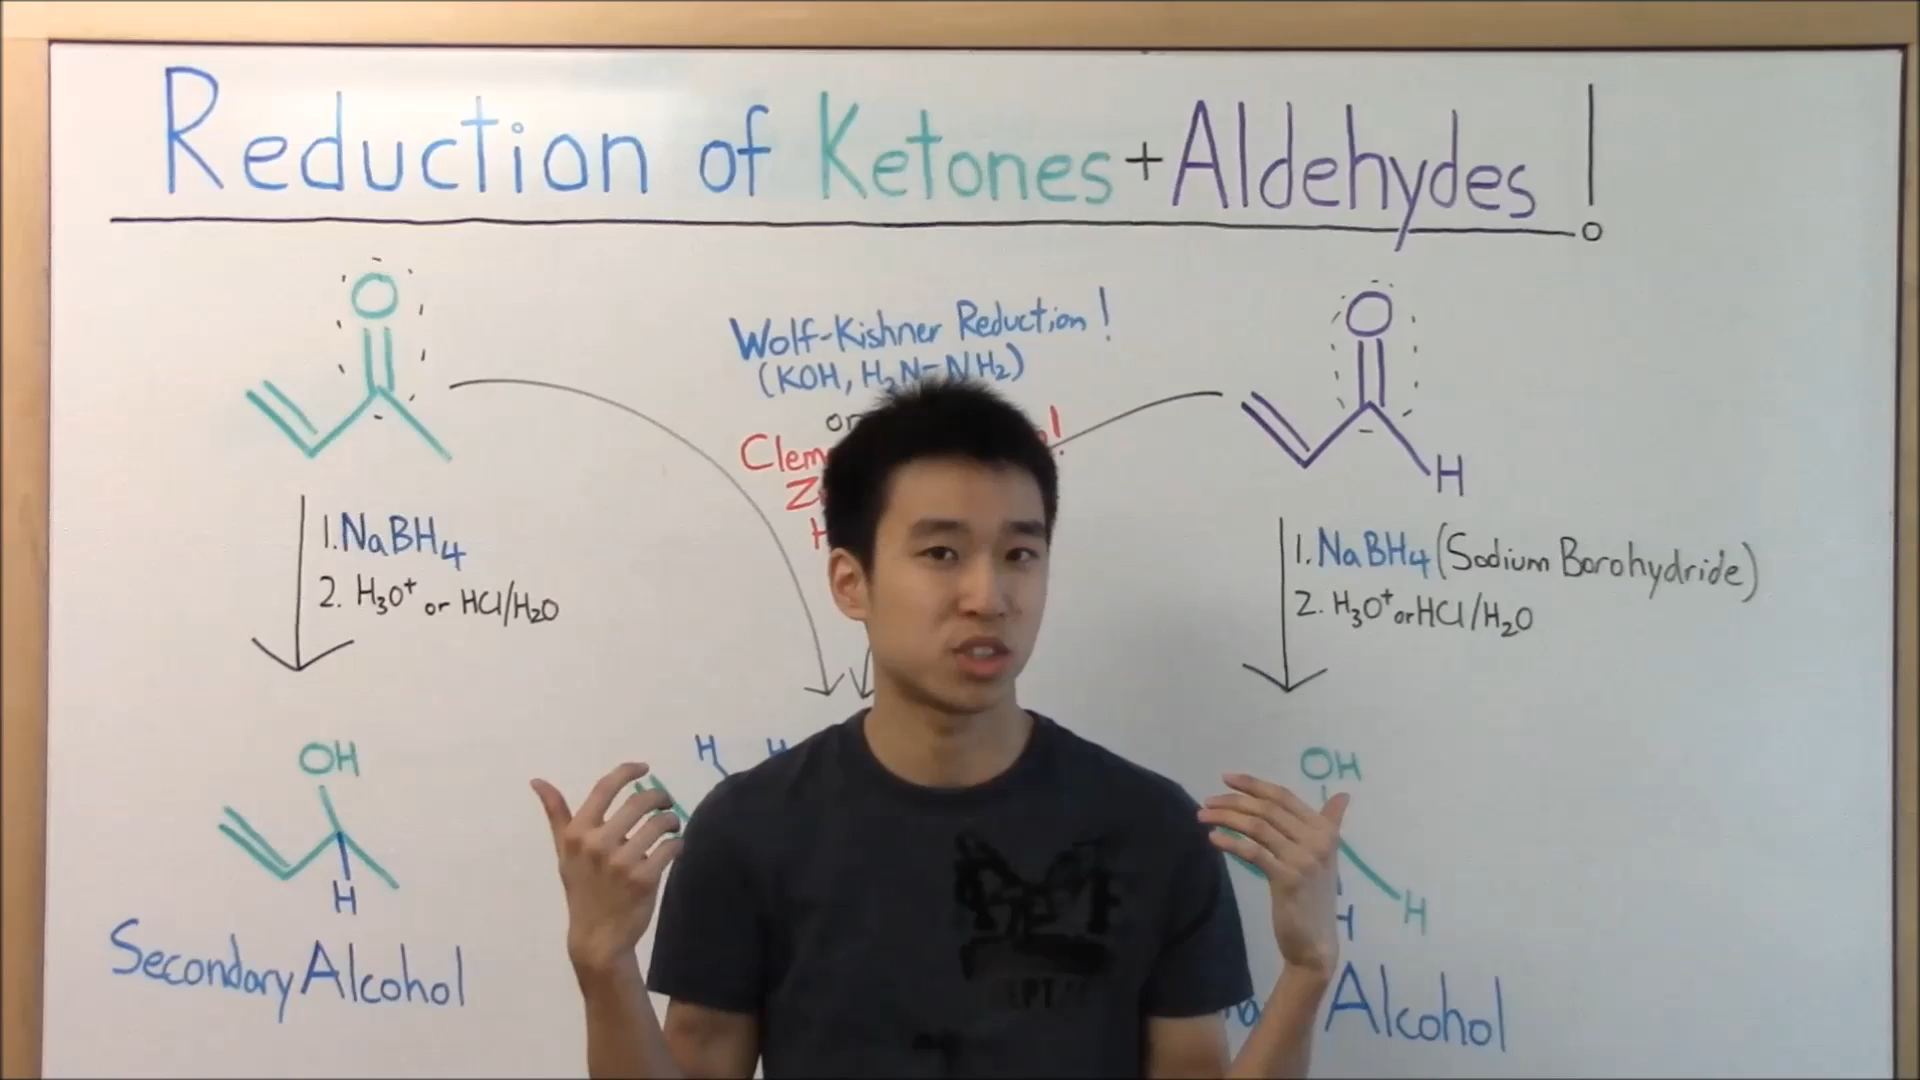 Reduction of Ketones + Aldehydes!
O
Wolf-Kishner Reduction!
(KOH, H₂N-NH₂)
O
H
1. NaBH4
2. H₃O⁺ or HCl/H₂O
1. NaBH4 (Sodium Borohydride)
2. H₃O⁺ or HCl/H₂O
OH
H
Secondary Alcohol
H H
OH
H
H
Alcohol